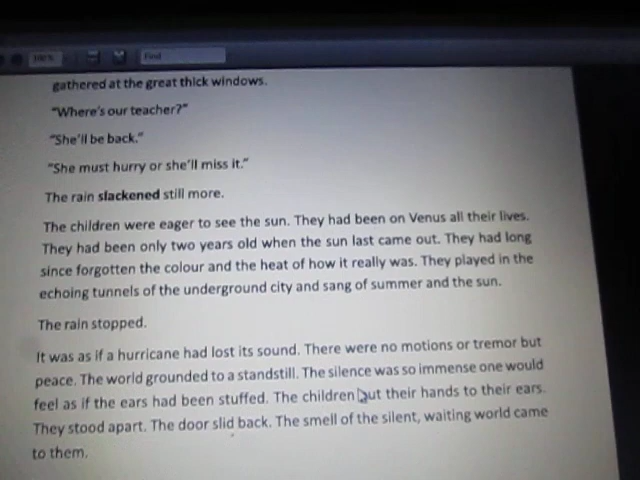 100%
Find
gathered at the great thick windows.
"Where's our teacher?"
"She'll be back."
"She must hurry or she'll miss it."
The rain slackened still more.
The children were eager to see the sun. They had been on Venus all their lives.
They had been only two years old when the sun last came out. They had long
since forgotten the colour and the heat of how it really was. They played in the
echoing tunnels of the underground city and sang of summer and the sun.
The rain stopped.
It was as if a hurricane had lost its sound. There were no motions or tremor but
peace. The world grounded to a standstill. The silence was so immense one would
feel as if the ears had been stuffed. The children put their hands to their ears.
They stood apart. The door slid back. The smell of the silent, waiting world came
to them.